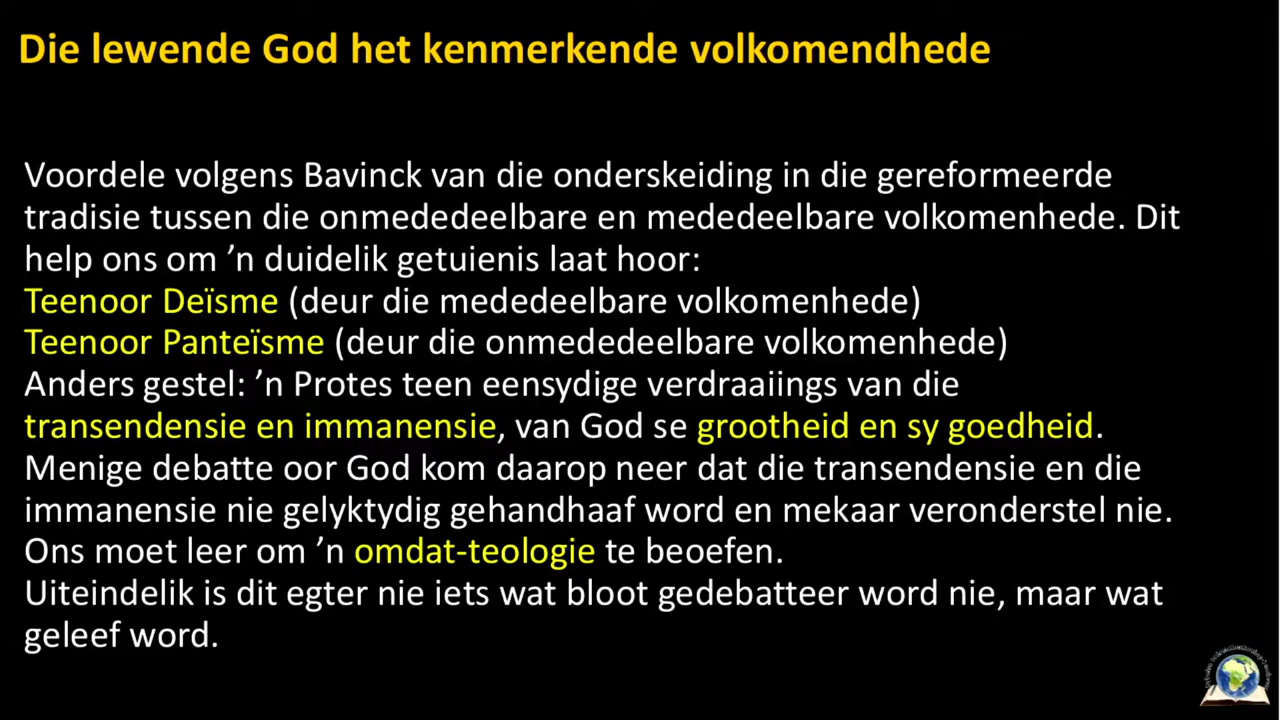 Die lewende God het kenmerkende volkomendhede
Voordele volgens Bavinck van die onderskeiding in die gereformeerde
tradisie tussen die onmededeelbare en mededeelbare volkomenhede. Dit
help ons om ’n duidelik getuienis laat hoor:
Teenoor Deïsme (deur die mededeelbare volkomenhede)
Teenoor Panteïsme (deur die onmededeelbare volkomenhede)
Anders gestel: ’n Protes teen eensydige verdraaiings van die
transendensie en immanensie, van God se grootheid en sy goedheid.
Menige debatte oor God kom daarop neer dat die transendensie en die
immanensie nie gelyktydig gehandhaaf word en mekaar veronderstel nie.
Ons moet leer om ’n omdat-teologie te beoefen.
Uiteindelik is dit egter nie iets wat bloot gedebatteer word nie, maar wat
geleef word.